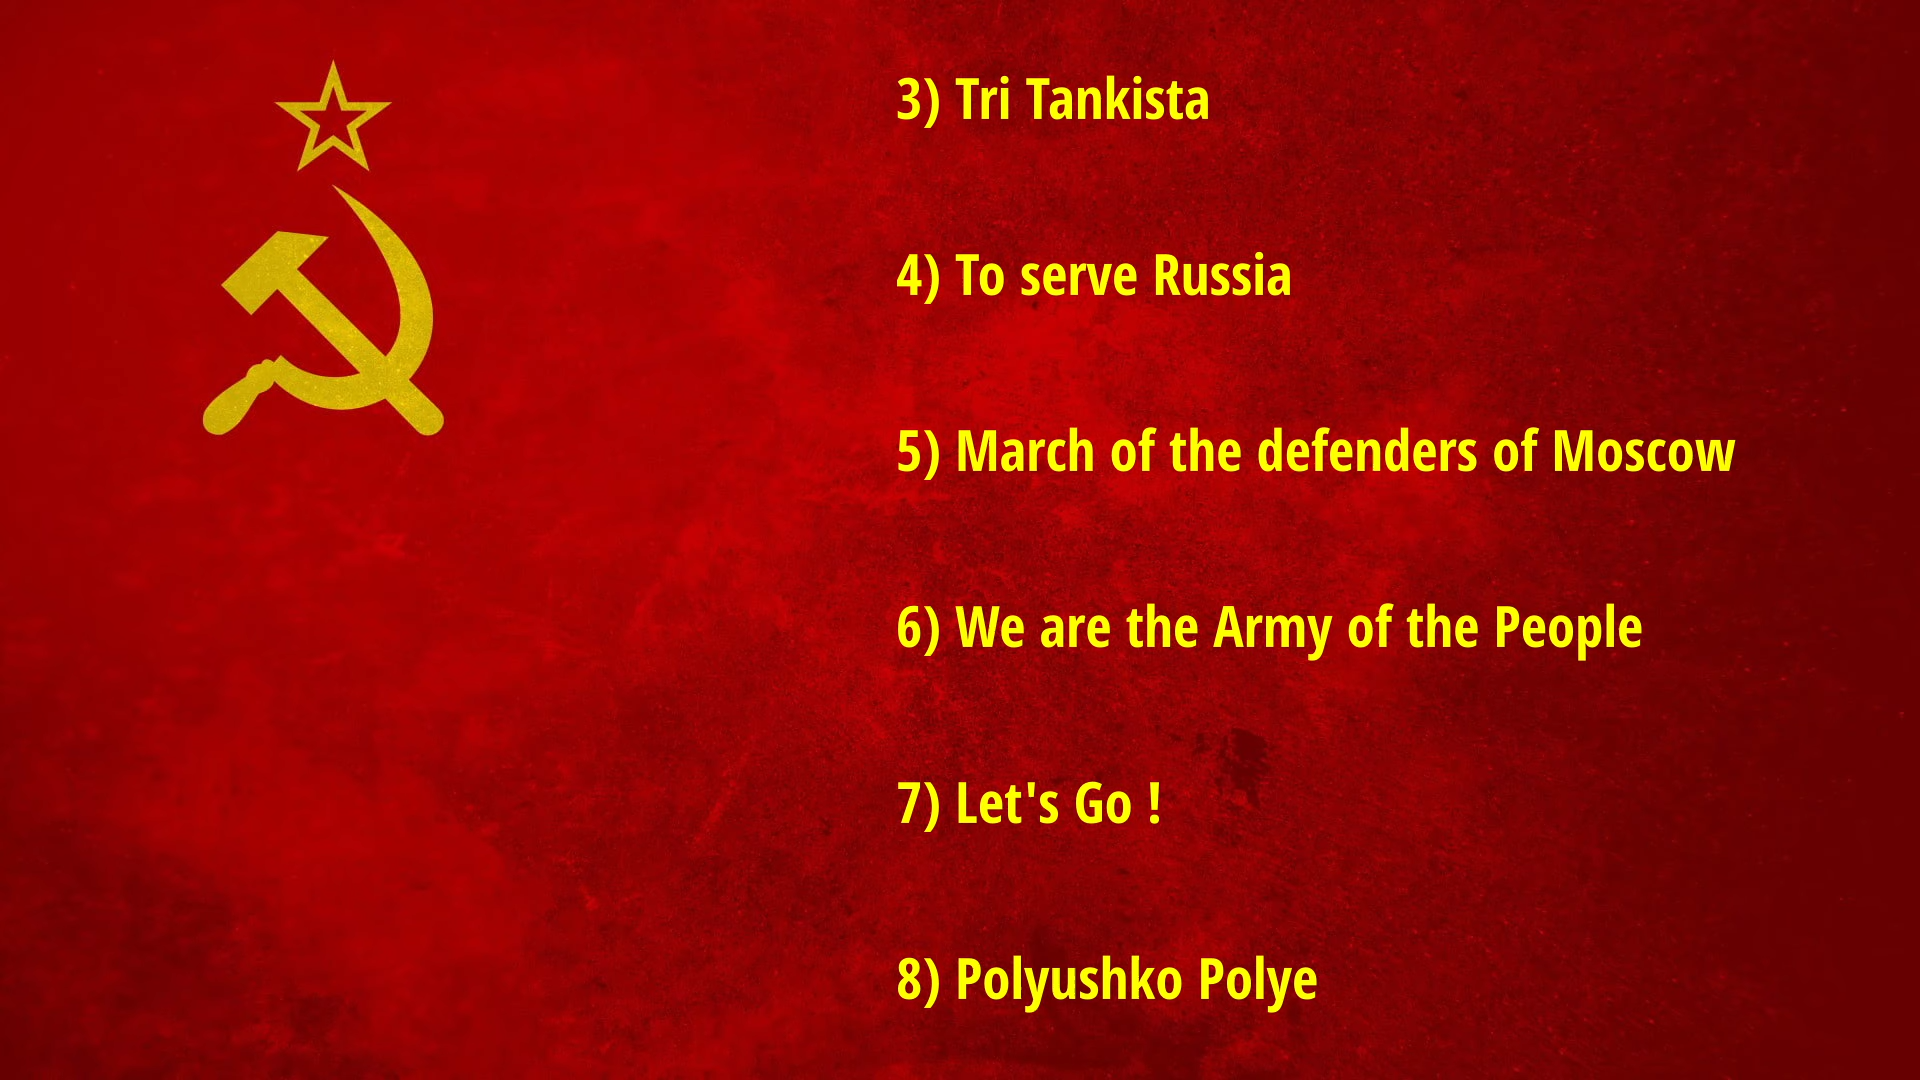 3) Tri Tankista
4) To serve Russia
5) March of the defenders of Moscow
6) We are the Army of the People
7) Let's Go !
8) Polyushko Polye